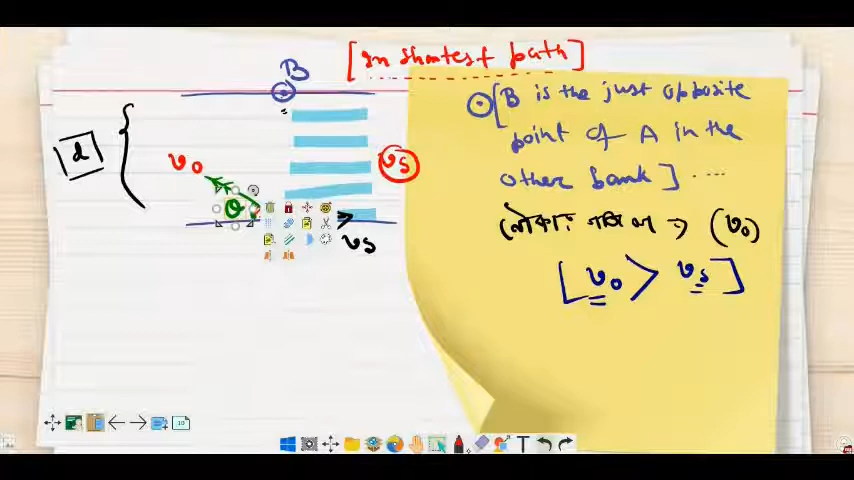 [In shortest path]
B
⊙[B is the just opposite
point of A in the
other bank] ....
d
v₀
vₛ
θ
vₛ
নৌকার গতিবেগ → (v₀)
[v₀ > vₛ]